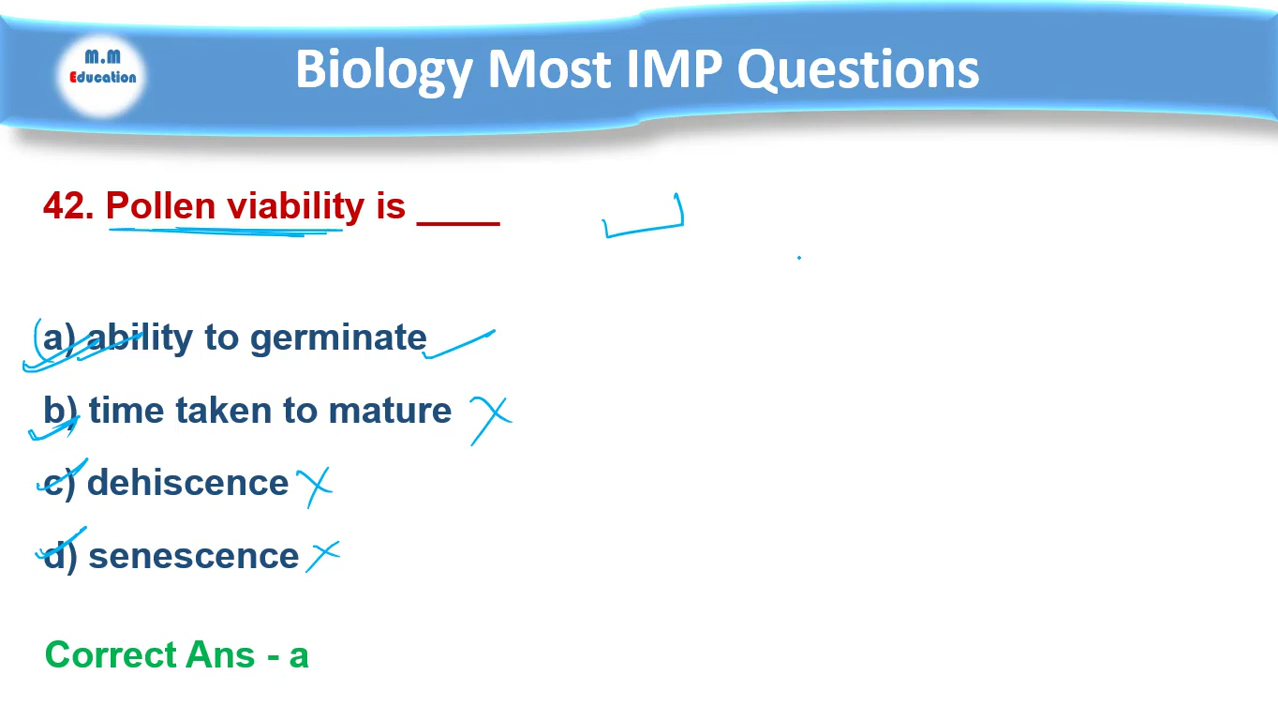 M.M
Education
Biology Most IMP Questions
42. Pollen viability is ____
a) ability to germinate
b) time taken to mature
c) dehiscence
d) senescence
Correct Ans - a